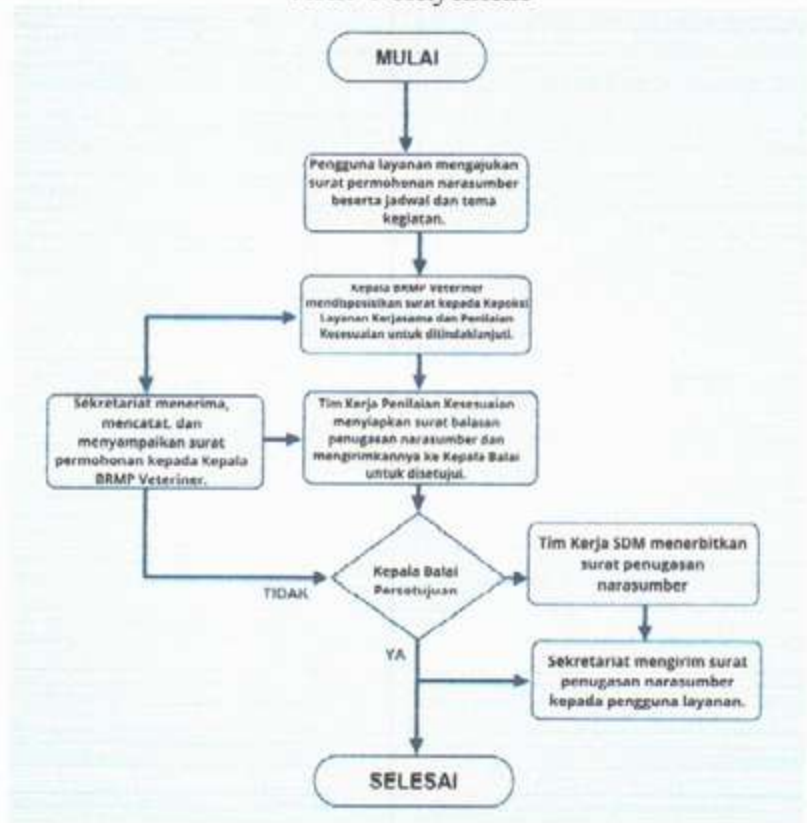 MULAI
Pengguna layanan mengajukan
surat permohonan narasumber
beserta jadwal dan tema
kegiatan.
Kepala BRMP Veteriner
mendisposisikan surat kepada Kepoksi
Layanan Kerjasama dan Penilaian
Kesesuaian untuk ditindaklanjuti.
Sekretariat menerima,
mencatat, dan
menyampaikan surat
permohonan kepada Kepala
BRMP Veteriner.
Tim Kerja Penilaian Kesesuaian
menyiapkan surat balasan
penugasan narasumber dan
mengirimkannya ke Kepala Balai
untuk disetujui.
Kepala Balai
Persetujuan
TIDAK
YA
Tim Kerja SDM menerbitkan
surat penugasan
narasumber
Sekretariat mengirim surat
penugasan narasumber
kepada pengguna layanan.
SELESAI